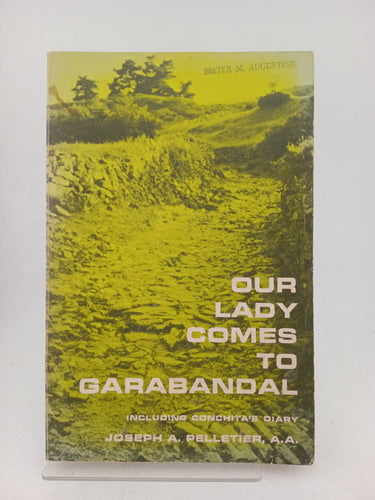 SISTER M. AUGUSTINE
OUR
LADY
COMES
TO
GARABANDAL
INCLUDING CONCHITA'S DIARY
JOSEPH A. PELLETIER, A.A.